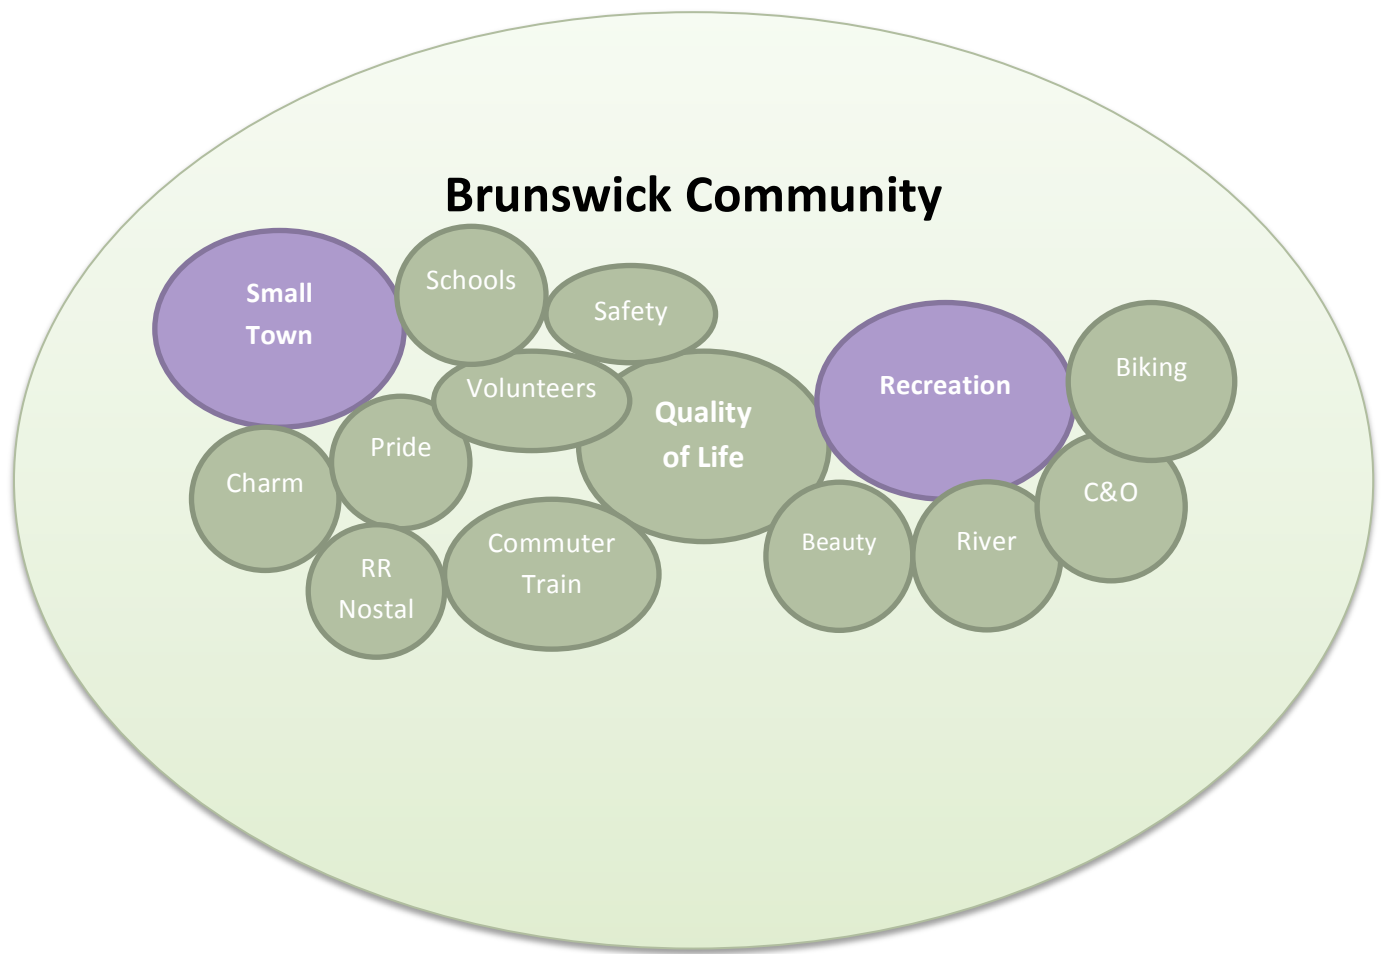 Brunswick Community
Small
Town
Schools
Safety
Volunteers
Quality
of Life
Recreation
Biking
Pride
Charm
C&O
Beauty
River
Commuter
Train
RR
Nostal